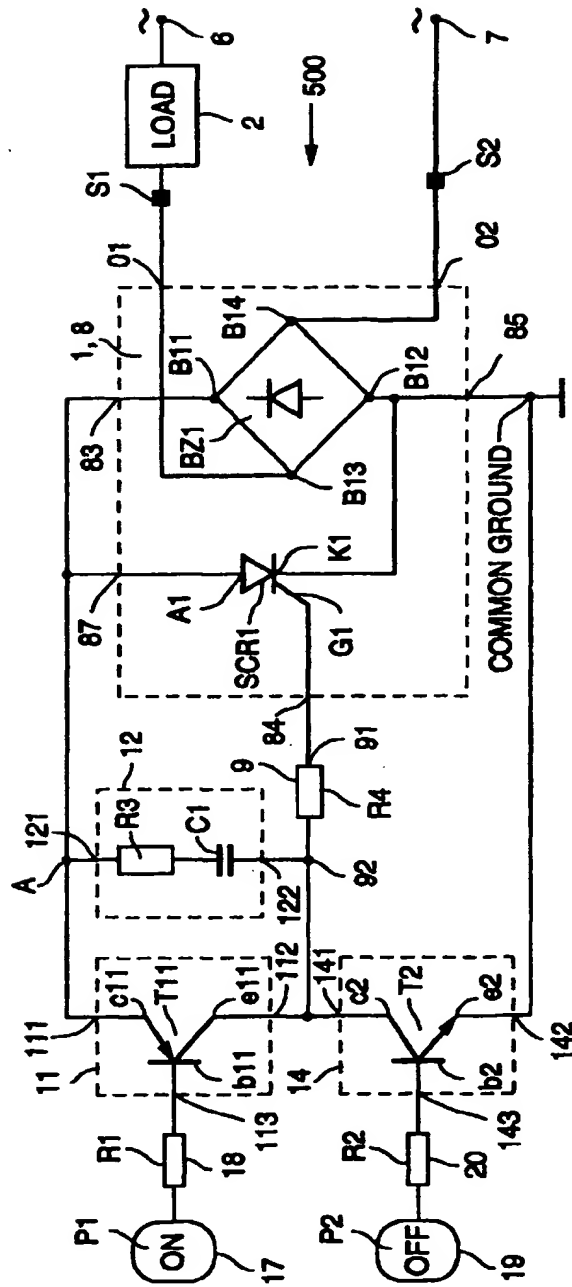 ~
6
LOAD
2
S1
01
500
1,8
B11
B14
83
BZ1
B12
B13
S2
7
~
02
85
87
A1
K1
SCR1
G1
COMMON GROUND
84
91
9
R4
12
121
R3
C1
122
92
A
111
c11
T11
e11
112
11
b11
113
141
c2
T2
e2
14
b2
142
143
R1
18
P1
ON
17
R2
20
P2
OFF
19